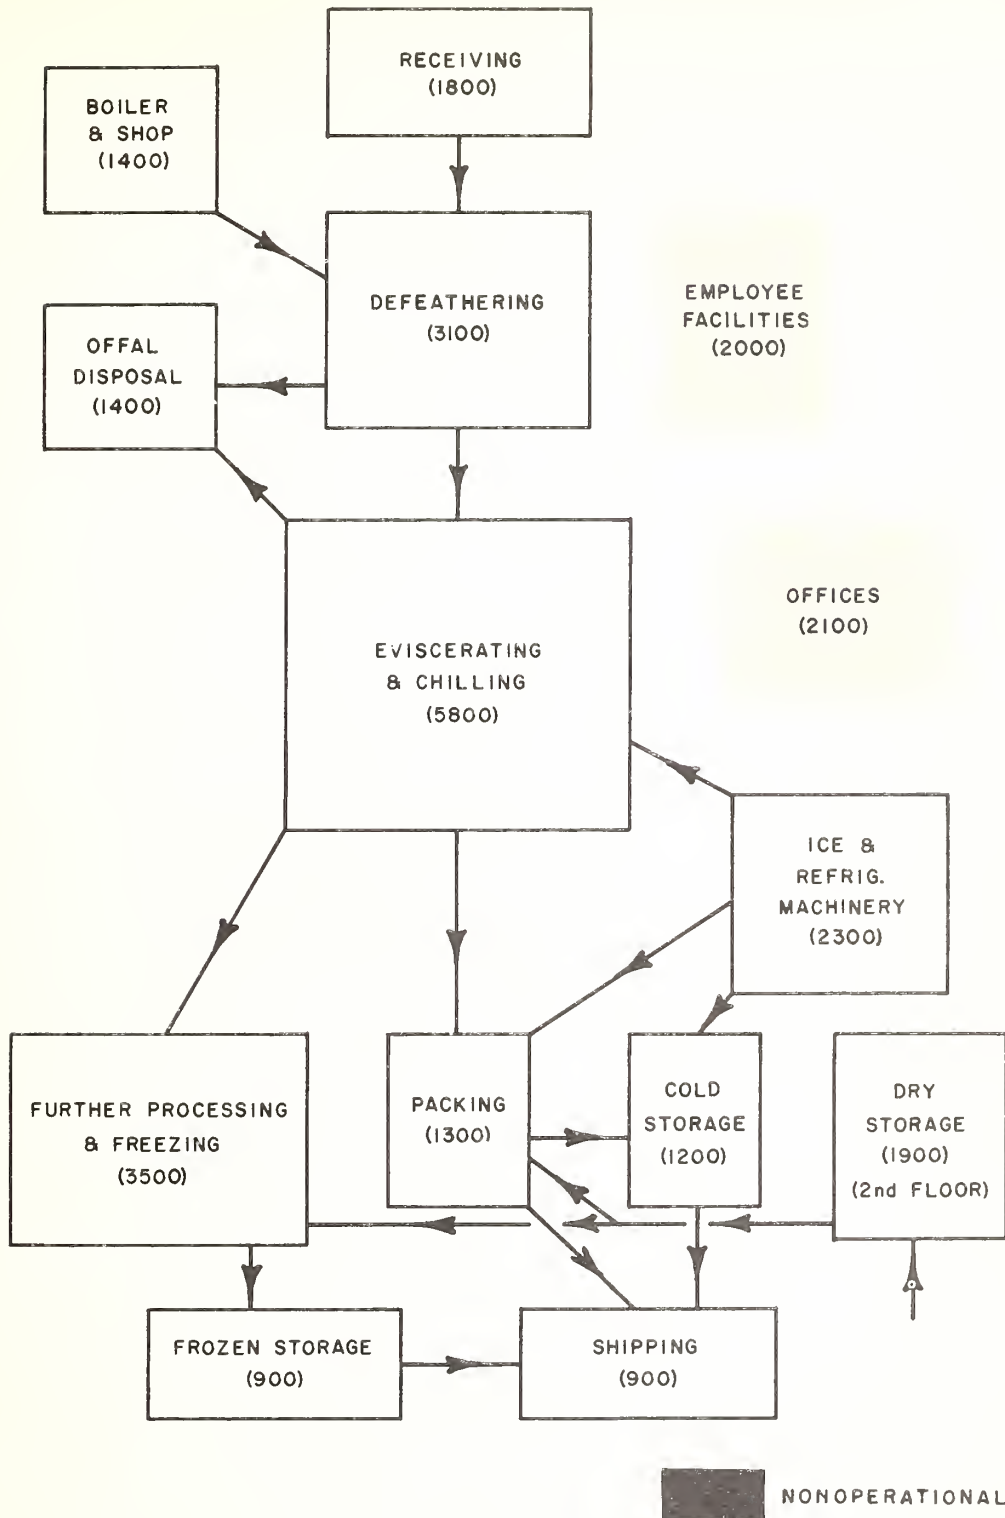 RECEIVING
(1800)
BOILER
& SHOP
(1400)
DEFEATHERING
(3100)
EMPLOYEE
FACILITIES
(2000)
OFFAL
DISPOSAL
(1400)
EVISCERATING
& CHILLING
(5800)
OFFICES
(2100)
ICE &
REFRIG.
MACHINERY
(2300)
FURTHER PROCESSING
& FREEZING
(3500)
PACKING
(1300)
COLD
STORAGE
(1200)
DRY
STORAGE
(1900)
(2nd FLOOR)
FROZEN STORAGE
(900)
SHIPPING
(900)
NONOPERATIONAL